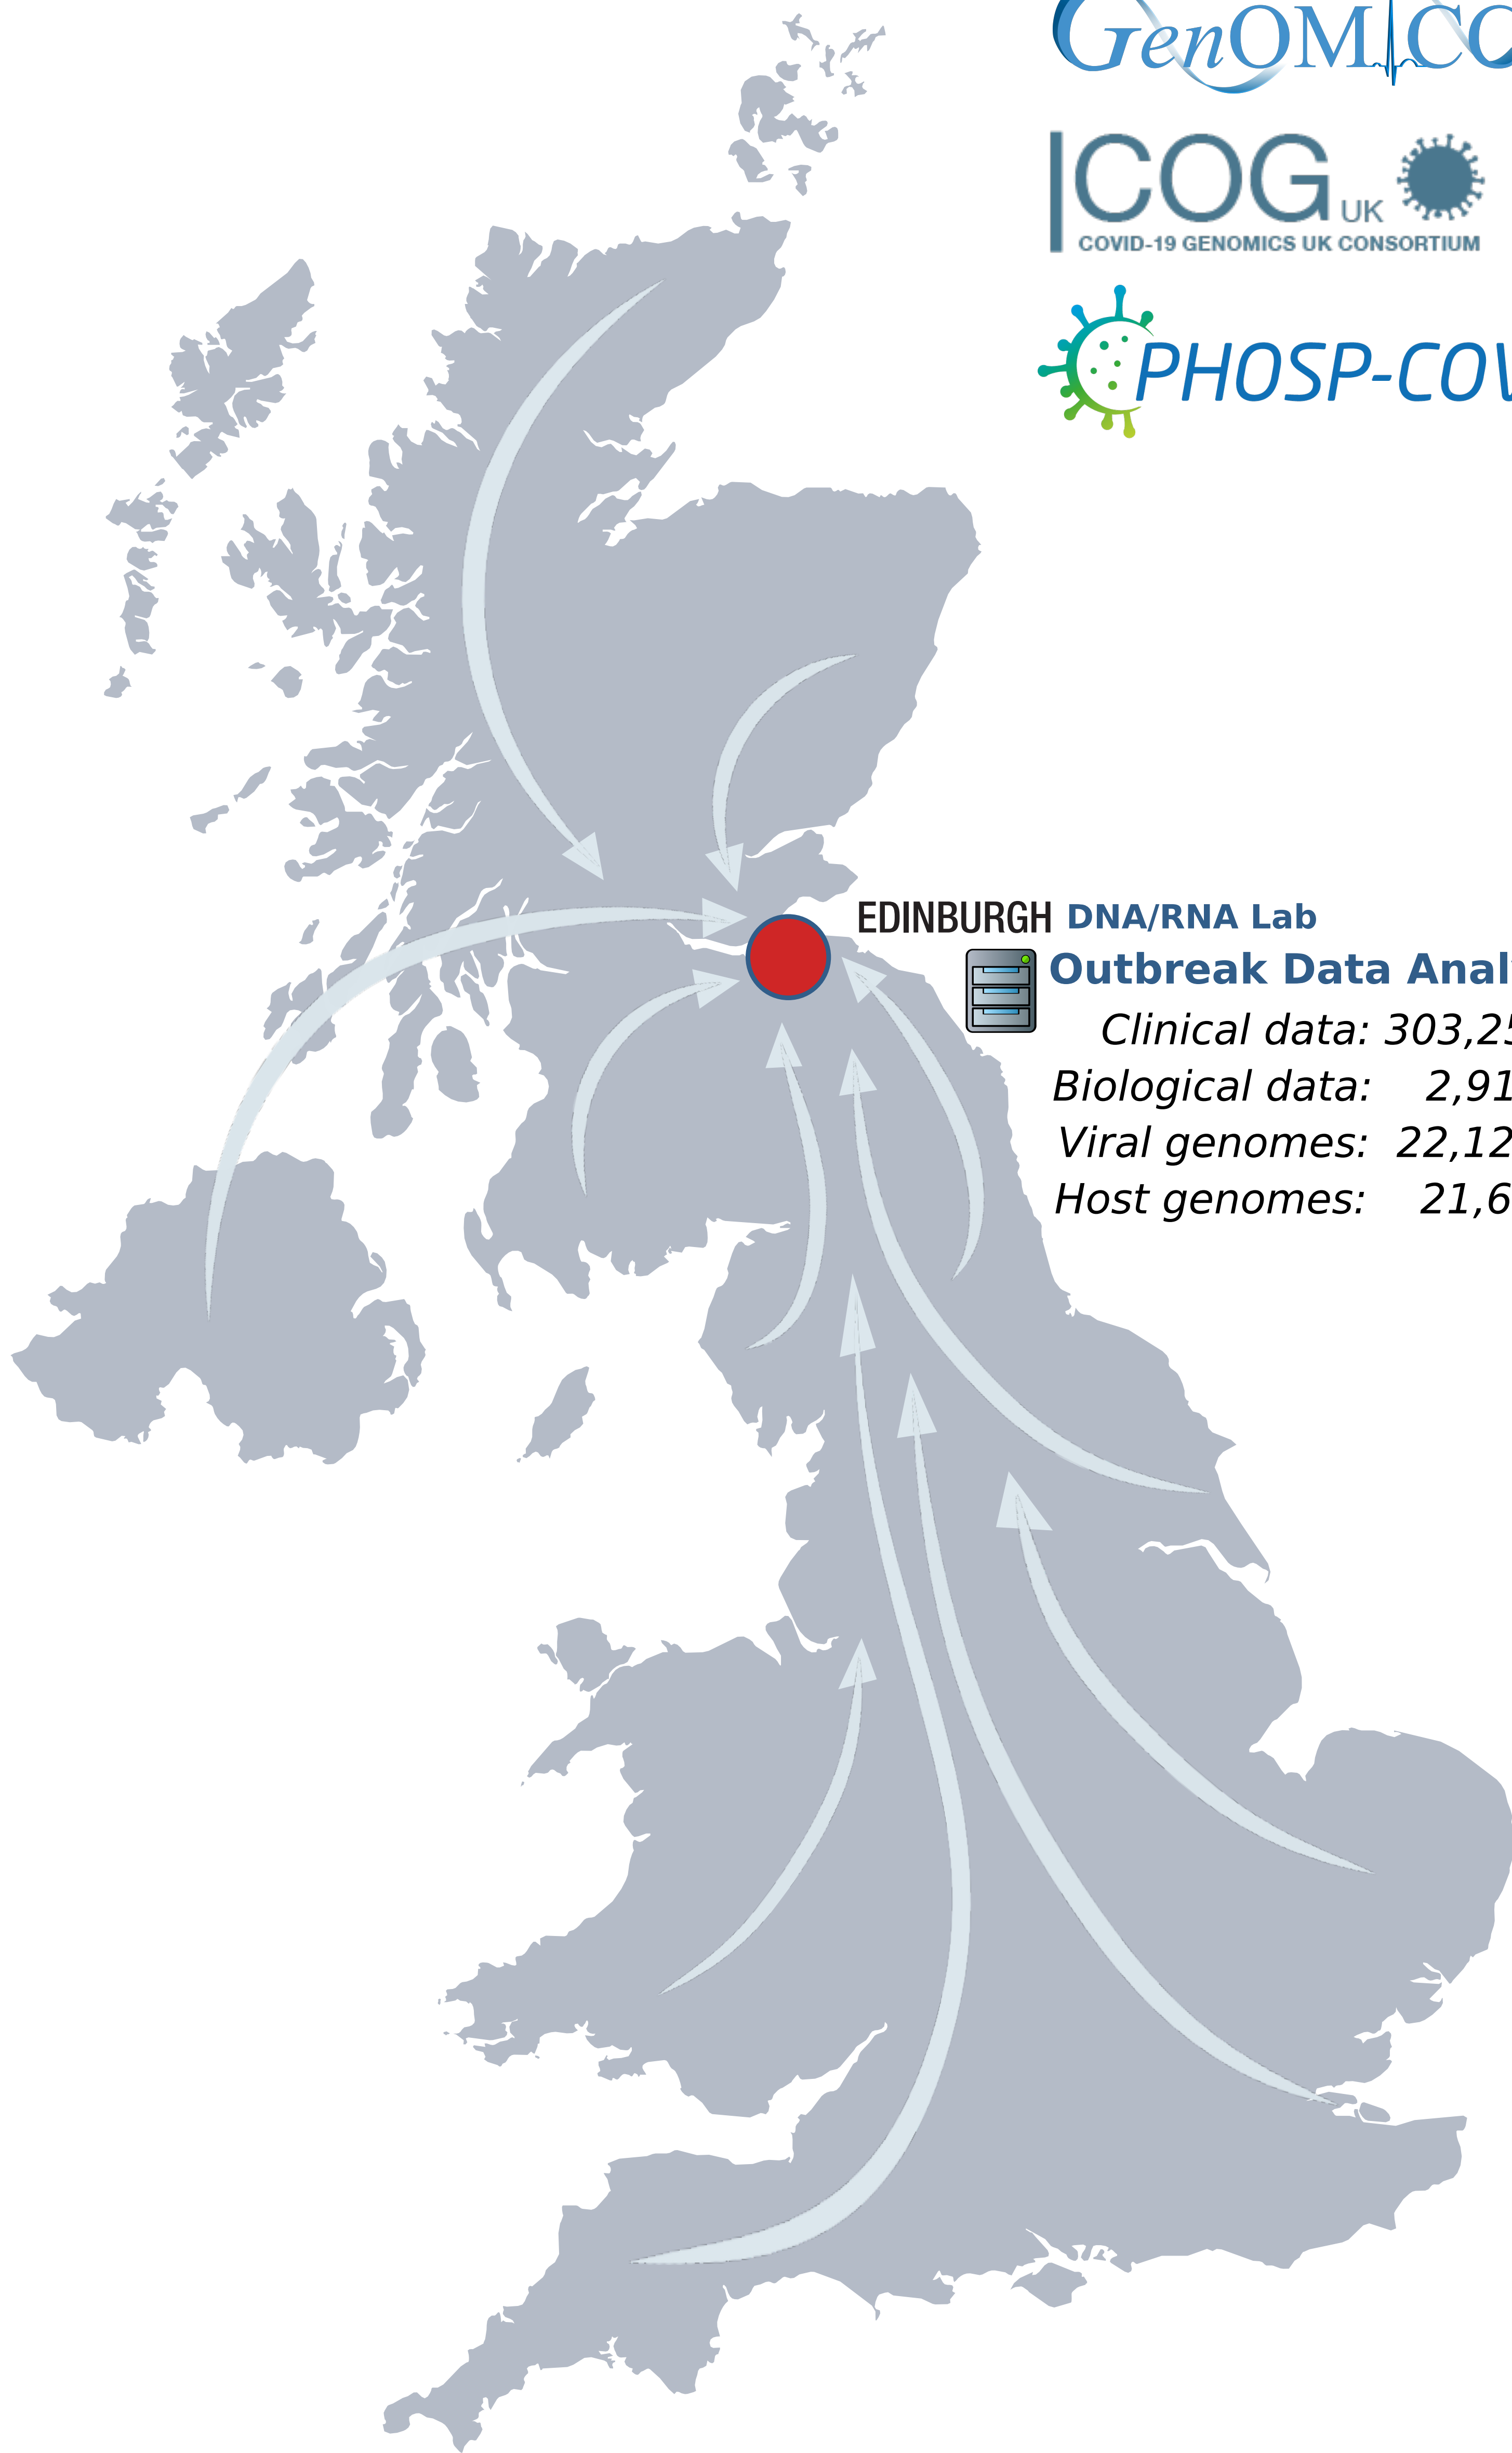 GenOMICC
COG UK
COVID-19 GENOMICS UK CONSORTIUM
PHOSP-COV
EDINBURGH DNA/RNA Lab
Outbreak Data Anal
Clinical data: 303,25
Biological data: 2,91
Viral genomes: 22,12
Host genomes: 21,6